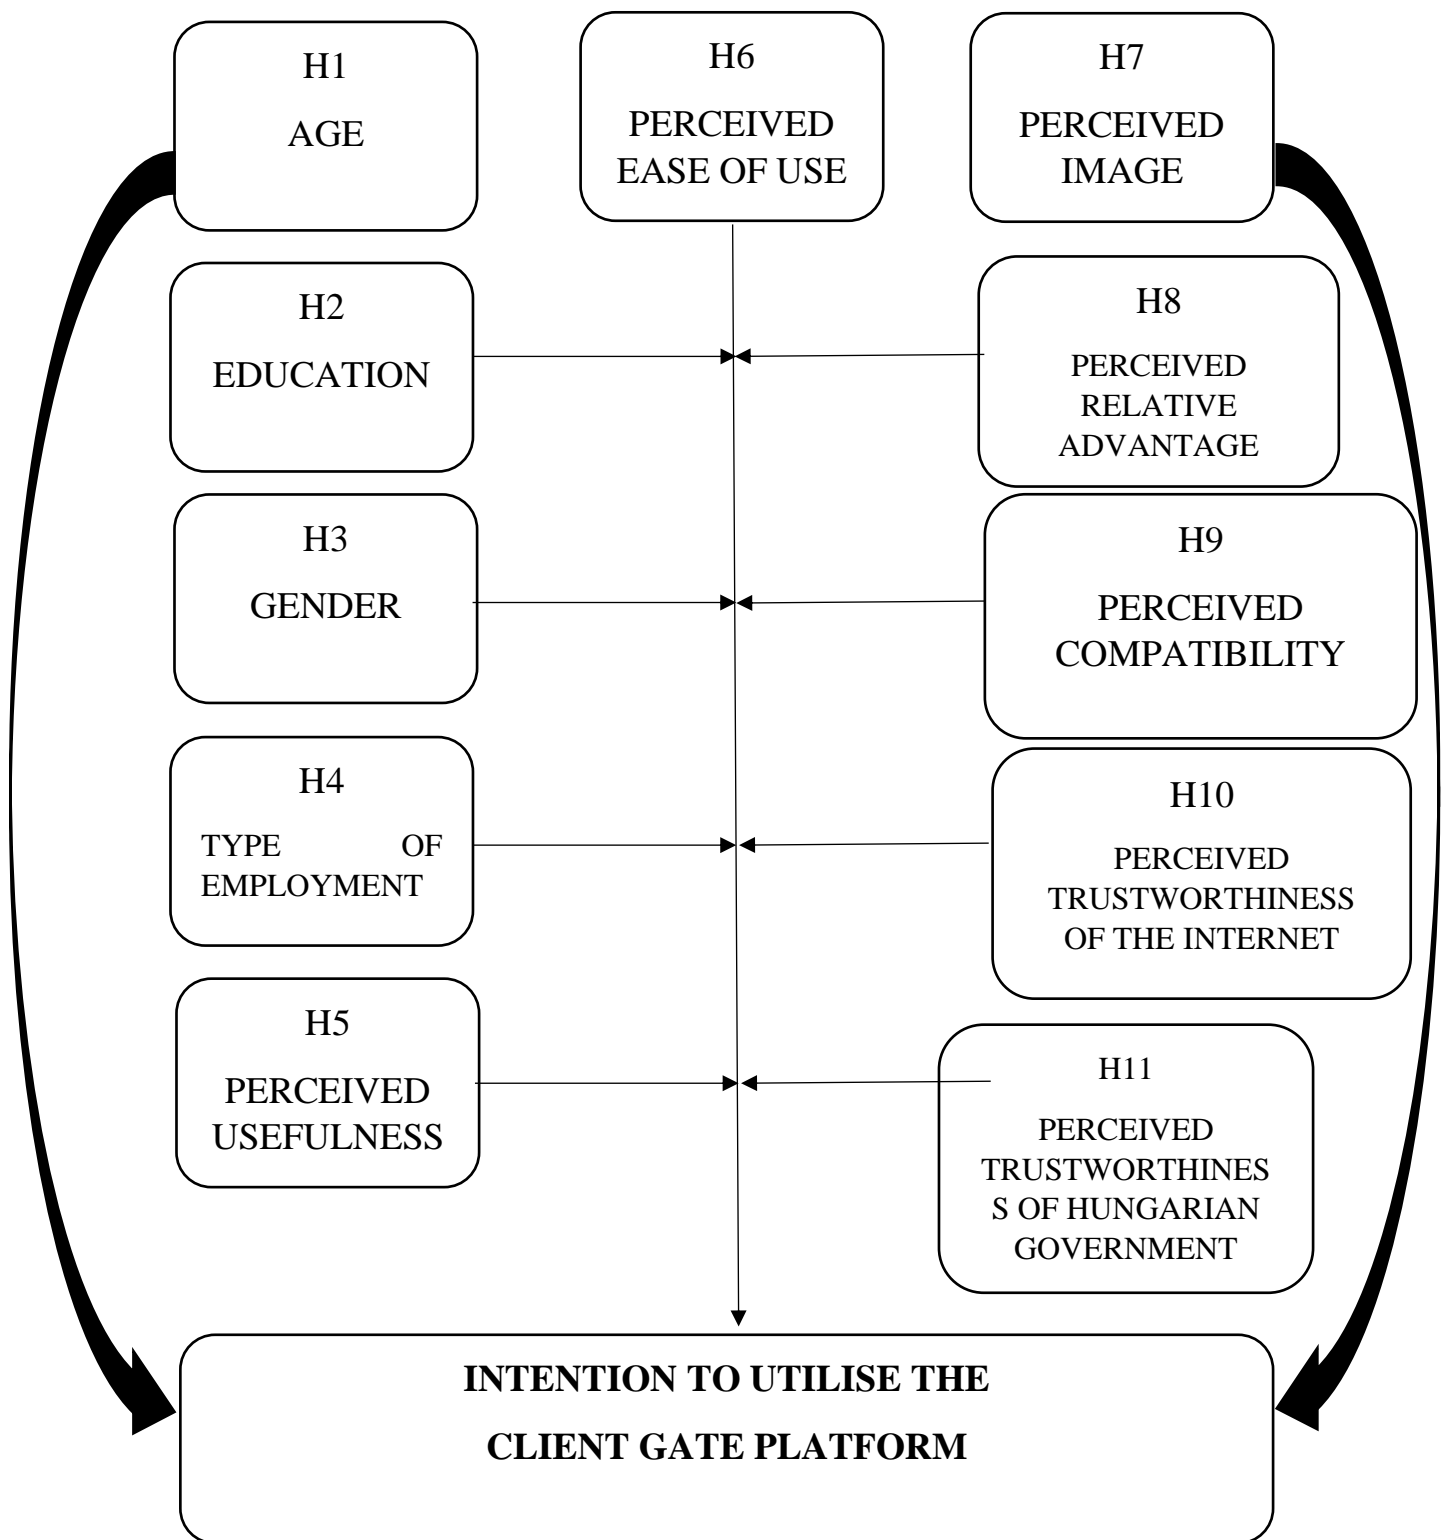 H1
AGE
H6
PERCEIVED
EASE OF USE
H7
PERCEIVED
IMAGE
H2
EDUCATION
H8
PERCEIVED
RELATIVE
ADVANTAGE
H3
GENDER
H9
PERCEIVED
COMPATIBILITY
H4
TYPE OF
EMPLOYMENT
H10
PERCEIVED
TRUSTWORTHINESS
OF THE INTERNET
H5
PERCEIVED
USEFULNESS
H11
PERCEIVED
TRUSTWORTHINES
S OF HUNGARIAN
GOVERNMENT
INTENTION TO UTILISE THE
CLIENT GATE PLATFORM